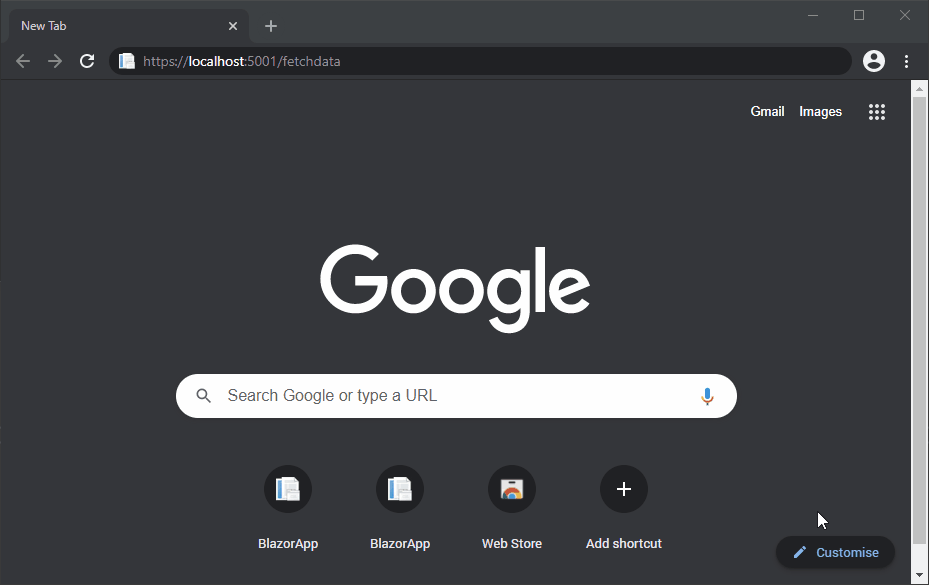 New Tab
https://localhost:5001/fetchdata
Gmail Images
Google
Search Google or type a URL
BlazorApp BlazorApp Web Store Add shortcut
Customise